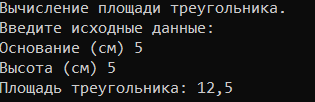 Вычисление площади треугольника.
Введите исходные данные:
Основание (см) 5
Высота (см) 5
Площадь треугольника: 12,5